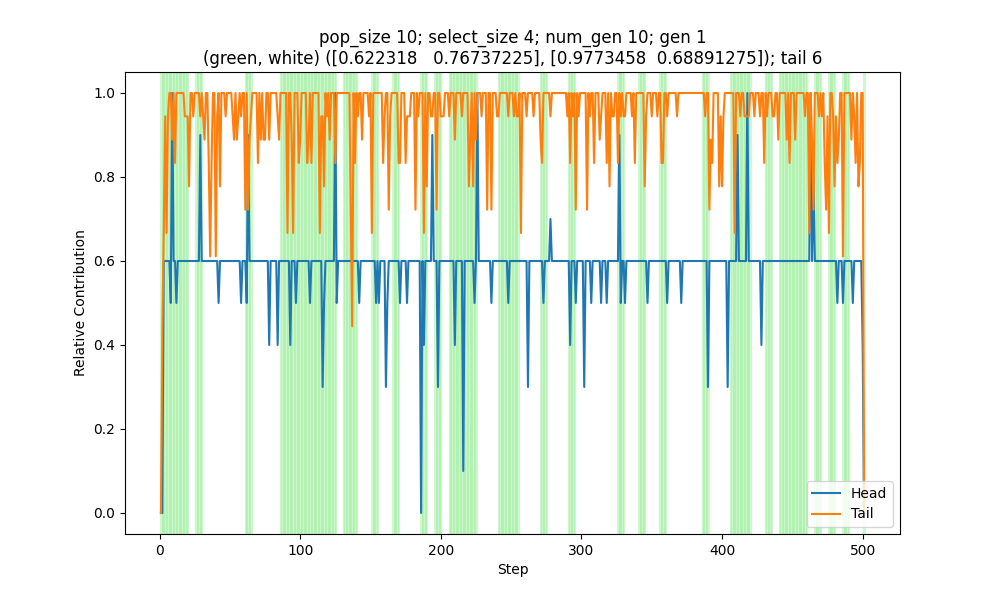 pop_size 10; select_size 4; num_gen 10; gen 1
(green, white) ([0.622318   0.76737225], [0.9773458  0.68891275]); tail 6
Relative Contribution
1.0
0.8
0.6
0.4
0.2
0.0
0
100
200
300
400
500
Step
Head
Tail